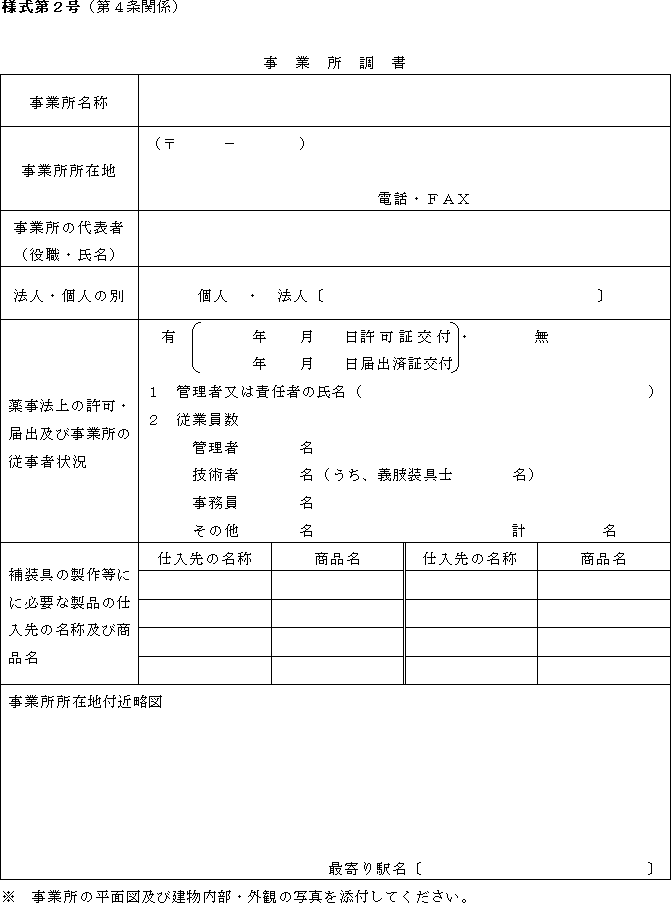 様式第２号（第４条関係）
事　業　所　調　書
事業所名称
事業所所在地
（〒　　　－　　　　）
電話・ＦＡＸ
事業所の代表者
（役職・氏名）
法人・個人の別
個人　・　法人〔　　　　　　　　　　　　　　　　　　〕
薬事法上の許可・
届出及び事業所の
従事者状況
有　　　　　年　　月　　日許可証交付　・　　　　無
年　　月　　日届出済証交付
１　管理者又は責任者の氏名（　　　　　　　　　　　　　　　　　　）
２　従業員数
管理者　　　　名
技術者　　　　名（うち、義肢装具士　　　　名）
事務員　　　　名
その他　　　　名　　　　　　　　　　　　　計　　　　　名
補装具の製作等に
に必要な製品の仕
入先の名称及び商
品名
仕入先の名称　商品名　仕入先の名称　商品名
事業所所在地付近略図
最寄り駅名〔　　　　　　　　　　　　　　〕
※　事業所の平面図及び建物内部・外観の写真を添付してください。